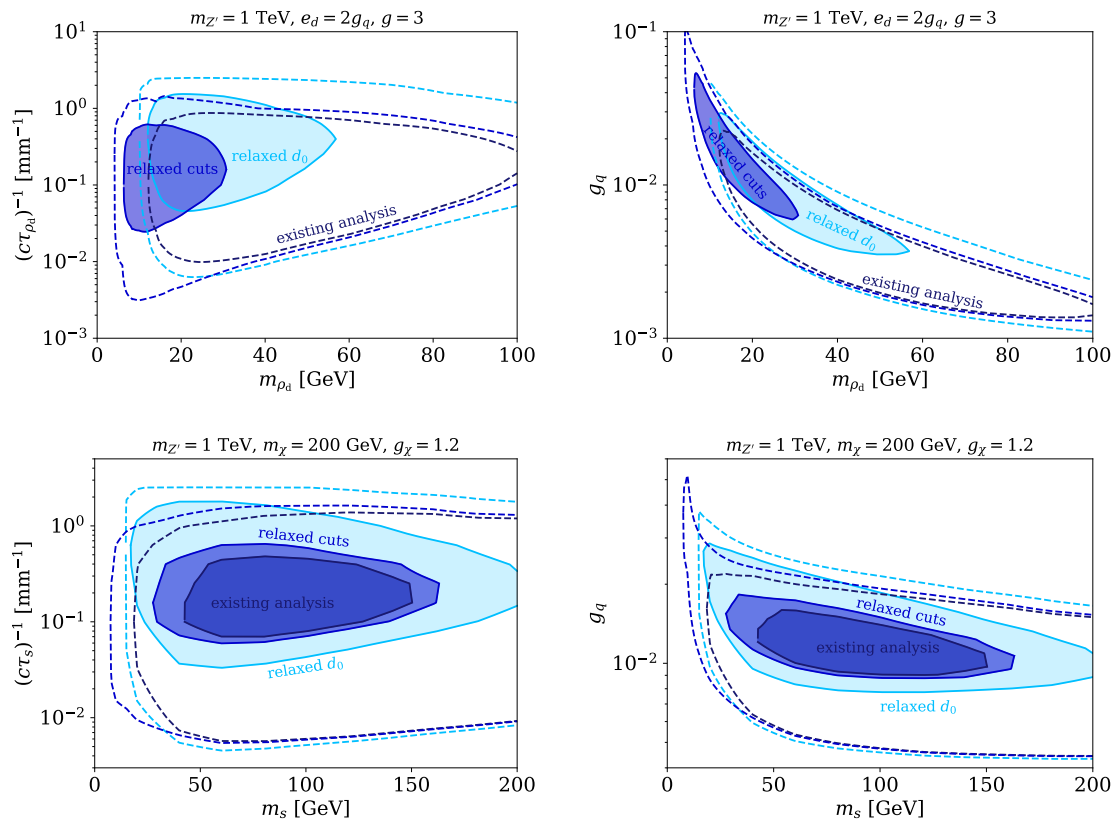 m_{Z′} = 1 TeV, e_d = 2g_q, g = 3
10^1
10^0
10^{−1}
10^{−2}
10^{−3}
(cτ_{ρ_d})^{−1} [mm^{−1}]
relaxed cuts
relaxed d_0
existing analysis
0 20 40 60 80 100
m_{ρ_d} [GeV]
m_{Z′} = 1 TeV, e_d = 2g_q, g = 3
10^{−1}
10^{−2}
10^{−3}
g_q
relaxed cuts
relaxed d_0
existing analysis
0 20 40 60 80 100
m_{ρ_d} [GeV]
m_{Z′} = 1 TeV, m_χ = 200 GeV, g_χ = 1.2
10^0
10^{−1}
10^{−2}
(cτ_s)^{−1} [mm^{−1}]
relaxed cuts
existing analysis
relaxed d_0
0 50 100 150 200
m_s [GeV]
m_{Z′} = 1 TeV, m_χ = 200 GeV, g_χ = 1.2
10^{−2}
g_q
relaxed cuts
existing analysis
relaxed d_0
0 50 100 150 200
m_s [GeV]